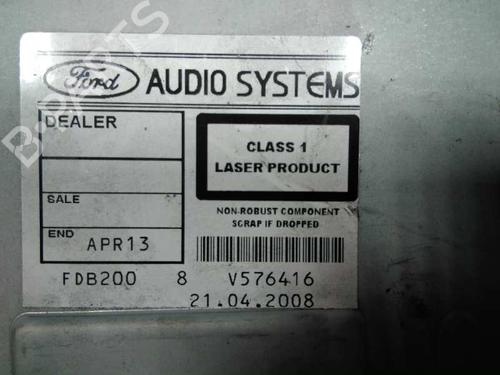 Ford AUDIO SYSTEMS
DEALER
SALE
END APR13
CLASS 1
LASER PRODUCT
NON-ROBUST COMPONENT
SCRAP IF DROPPED
FDB200 8 V576416
21.04.2008
B-PARTS